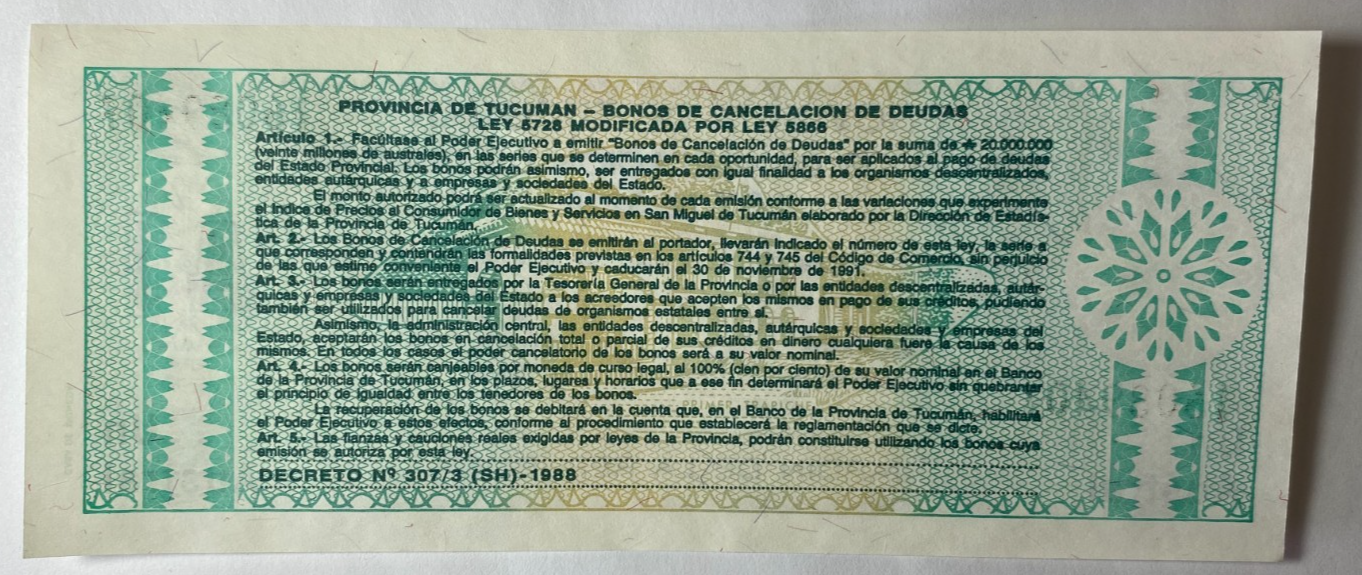 PROVINCIA DE TUCUMAN – BONOS DE CANCELACION DE DEUDAS
LEY 5728 MODIFICADA POR LEY 5866
Artículo 1.- Facúltase al Poder Ejecutivo a emitir "Bonos de Cancelación de Deudas" por la suma de ₳ 20.000.000
(veinte millones de australes), en las series que se determinen en cada oportunidad, para ser aplicados al pago de deudas
del Estado Provincial. Los bonos podrán asimismo, ser entregados con igual finalidad a los organismos descentralizados,
entidades autárquicas y a empresas y sociedades del Estado.
El monto autorizado podrá ser actualizado al momento de cada emisión conforme a las variaciones que experimente
el Indice de Precios al Consumidor de Bienes y Servicios en San Miguel de Tucumán elaborado por la Dirección de Estadís-
tica de la Provincia de Tucumán.
Art. 2.- Los Bonos de Cancelación de Deudas se emitirán al portador, llevarán indicado el número de esta ley, la serie a
que corresponden y contendrán las formalidades previstas en los artículos 744 y 745 del Código de Comercio, sin perjuicio
de las que estime conveniente el Poder Ejecutivo y caducarán el 30 de noviembre de 1991.
Art. 3.- Los bonos serán entregados por la Tesorería General de la Provincia o por las entidades descentralizadas, autár-
quicas y empresas y sociedades del Estado a los acreedores que acepten los mismos en pago de sus créditos, pudiendo
también ser utilizados para cancelar deudas de organismos estatales entre sí.
Asimismo, la administración central, las entidades descentralizadas, autárquicas y sociedades y empresas del
Estado, aceptarán los bonos en cancelación total o parcial de sus créditos en dinero cualquiera fuere la causa de los
mismos. En todos los casos el poder cancelatorio de los bonos será a su valor nominal.
Art. 4.- Los bonos serán canjeables por moneda de curso legal, al 100% (cien por ciento) de su valor nominal en el Banco
de la Provincia de Tucumán, en los plazos, lugares y horarios que a ese fin determinará el Poder Ejecutivo sin quebrantar
el principio de igualdad entre los tenedores de los bonos.
PRIMER TRAPICHE
La recuperación de los bonos se debitará en la cuenta que, en el Banco de la Provincia de Tucumán, habilitará
el Poder Ejecutivo a estos efectos, conforme al procedimiento que establecerá la reglamentación que se dicte.
Art. 5.- Las fianzas y cauciones reales exigidas por leyes de la Provincia, podrán constituirse utilizando los bonos cuya
emisión se autoriza por esta ley.
DECRETO Nº 307/3 (SH)-1988